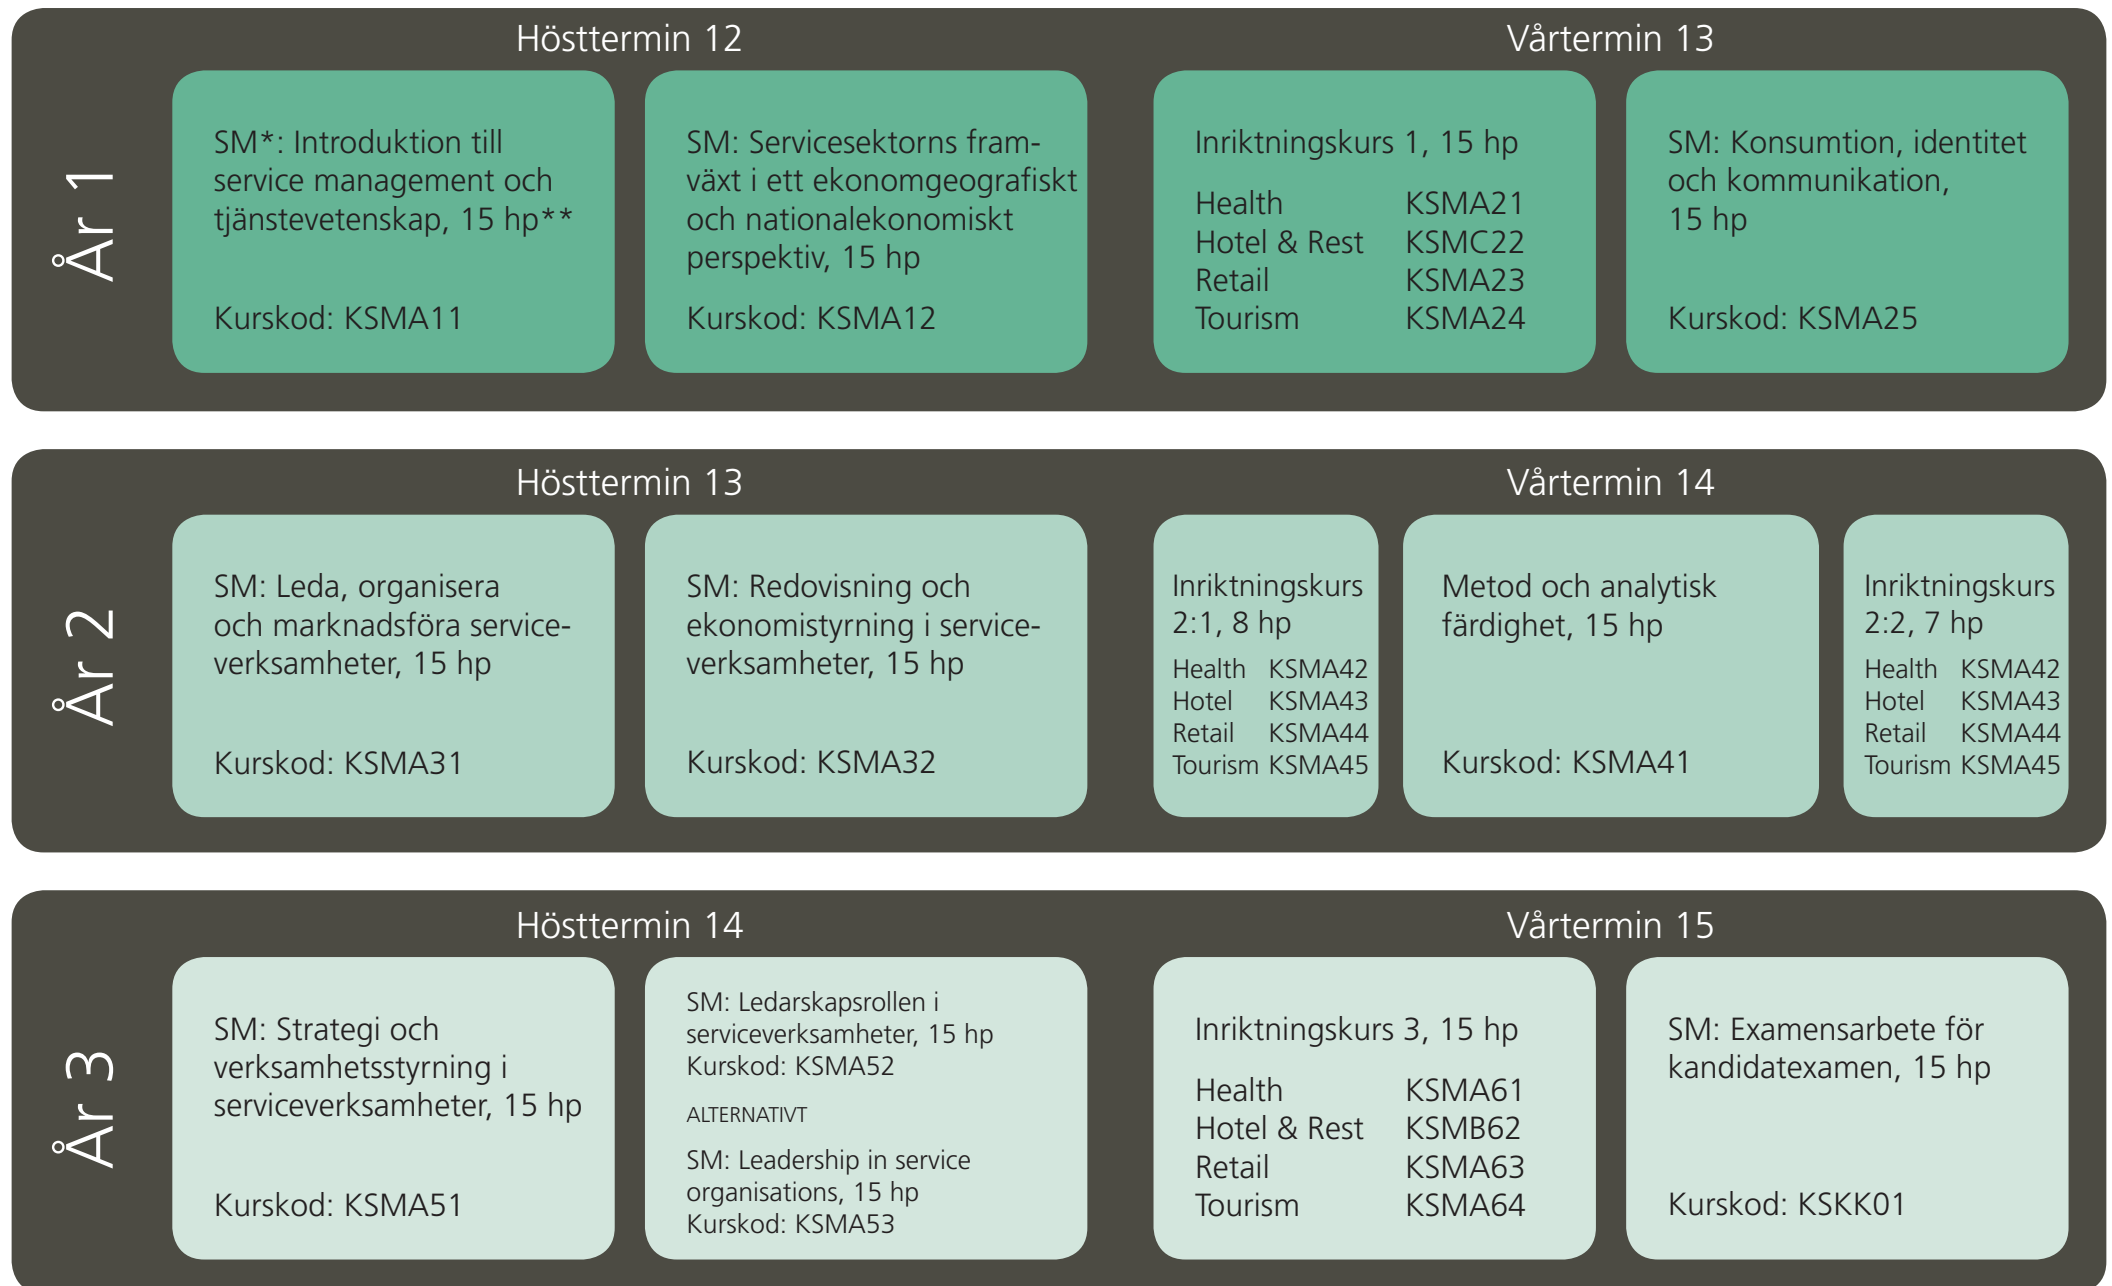 År 1
Hösttermin 12
SM*: Introduktion till
service management och
tjänstevetenskap, 15 hp**
Kurskod: KSMA11
SM: Servicesektorns fram-
växt i ett ekonomgeografiskt
och nationalekonomiskt
perspektiv, 15 hp
Kurskod: KSMA12
Vårtermin 13
Inriktningskurs 1, 15 hp
Health KSMA21
Hotel & Rest KSMC22
Retail KSMA23
Tourism KSMA24
SM: Konsumtion, identitet
och kommunikation,
15 hp
Kurskod: KSMA25
År 2
Hösttermin 13
SM: Leda, organisera
och marknadsföra service-
verksamheter, 15 hp
Kurskod: KSMA31
SM: Redovisning och
ekonomistyrning i service-
verksamheter, 15 hp
Kurskod: KSMA32
Vårtermin 14
Inriktningskurs
2:1, 8 hp
Health KSMA42
Hotel KSMA43
Retail KSMA44
Tourism KSMA45
Metod och analytisk
färdighet, 15 hp
Kurskod: KSMA41
Inriktningskurs
2:2, 7 hp
Health KSMA42
Hotel KSMA43
Retail KSMA44
Tourism KSMA45
År 3
Hösttermin 14
SM: Strategi och
verksamhetsstyrning i
serviceverksamheter, 15 hp
Kurskod: KSMA51
SM: Ledarskapsrollen i
serviceverksamheter, 15 hp
Kurskod: KSMA52
ALTERNATIVT
SM: Leadership in service
organisations, 15 hp
Kurskod: KSMA53
Vårtermin 15
Inriktningskurs 3, 15 hp
Health KSMA61
Hotel & Rest KSMB62
Retail KSMA63
Tourism KSMA64
SM: Examensarbete för
kandidatexamen, 15 hp
Kurskod: KSKK01